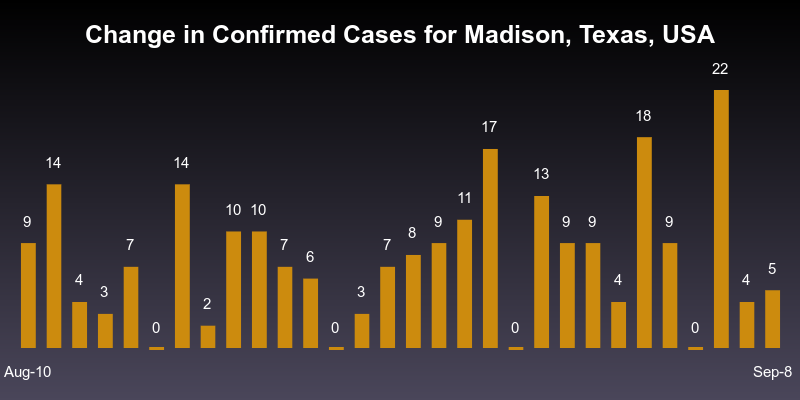 Change in Confirmed Cases for Madison, Texas, USA
9 14 4 3 7 0 14 2 10 10 7 6 0 3 7 8 9 11 17 0 13 9 9 4 18 9 0 22 4 5
Aug-10 Sep-8